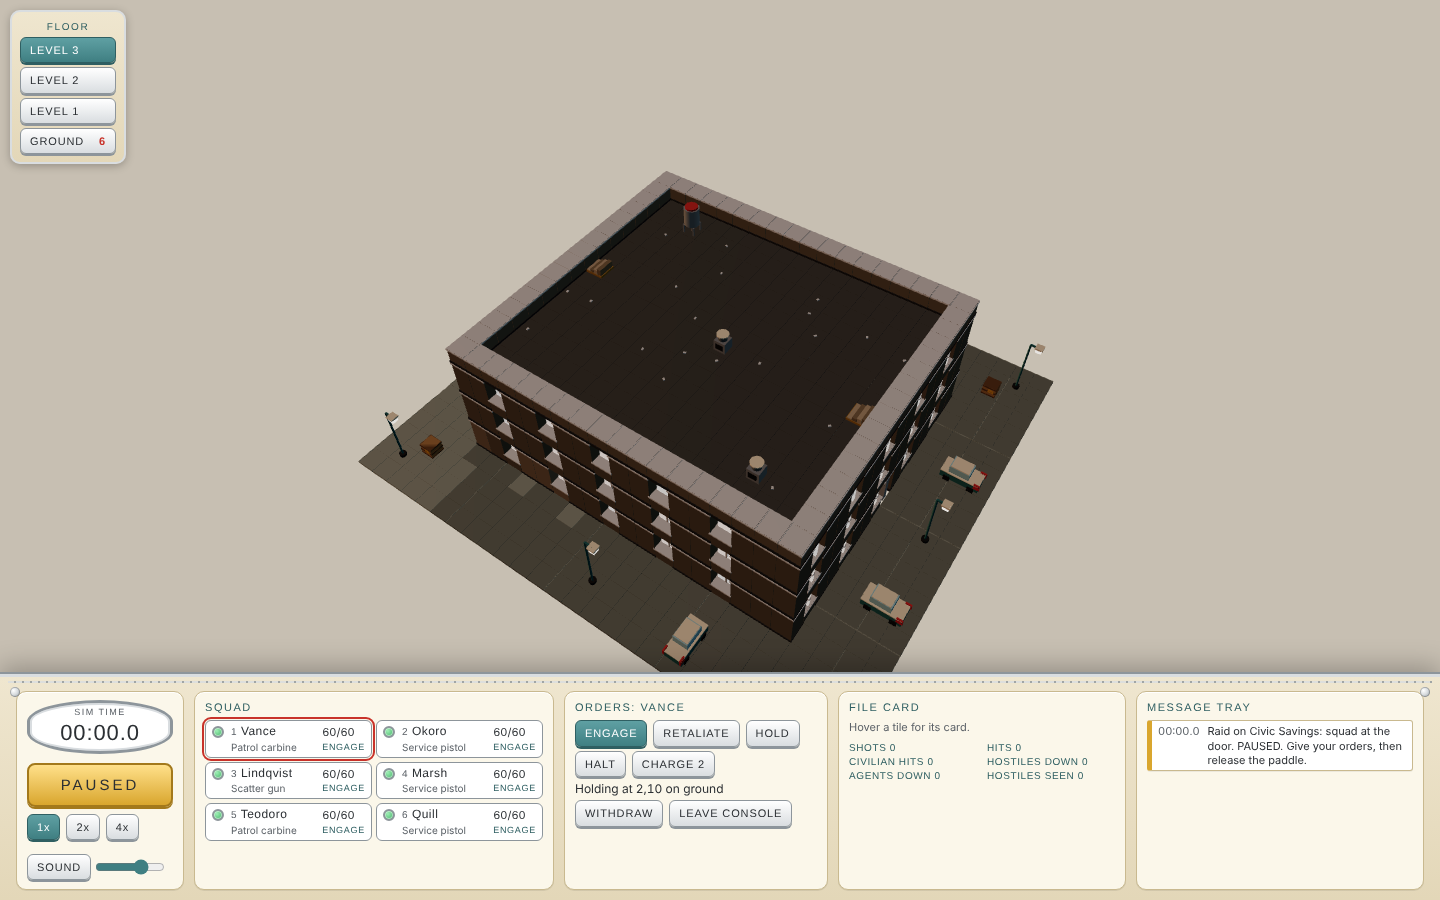 FLOOR
LEVEL 3
LEVEL 2
LEVEL 1
GROUND 6
SIM TIME
00:00.0
PAUSED
1x 2x 4x
SOUND
SQUAD
1 Vance 60/60
Patrol carbine ENGAGE
2 Okoro 60/60
Service pistol ENGAGE
3 Lindqvist 60/60
Scatter gun ENGAGE
4 Marsh 60/60
Service pistol ENGAGE
5 Teodoro 60/60
Patrol carbine ENGAGE
6 Quill 60/60
Service pistol ENGAGE
ORDERS: VANCE
ENGAGE RETALIATE HOLD
HALT CHARGE 2
Holding at 2,10 on ground
WITHDRAW LEAVE CONSOLE
FILE CARD
Hover a tile for its card.
SHOTS 0 HITS 0
CIVILIAN HITS 0 HOSTILES DOWN 0
AGENTS DOWN 0 HOSTILES SEEN 0
MESSAGE TRAY
00:00.0 Raid on Civic Savings: squad at the
door. PAUSED. Give your orders, then
release the paddle.